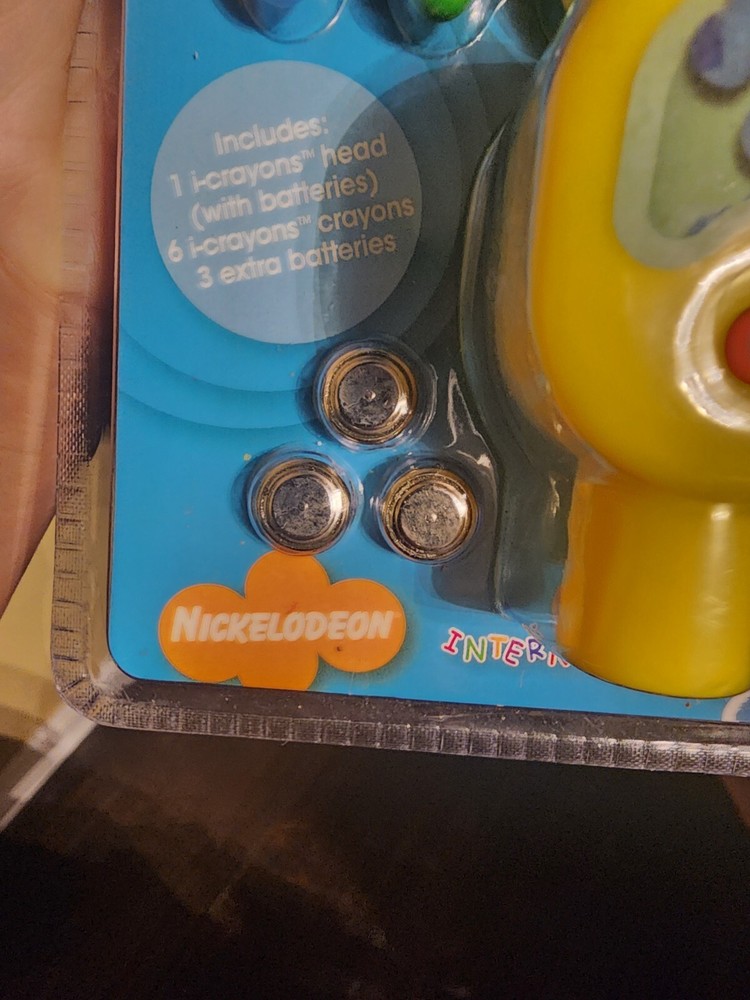 Includes:
1 i-crayons™ head
(with batteries)
6 i-crayons™ crayons
3 extra batteries
NICKELODEON